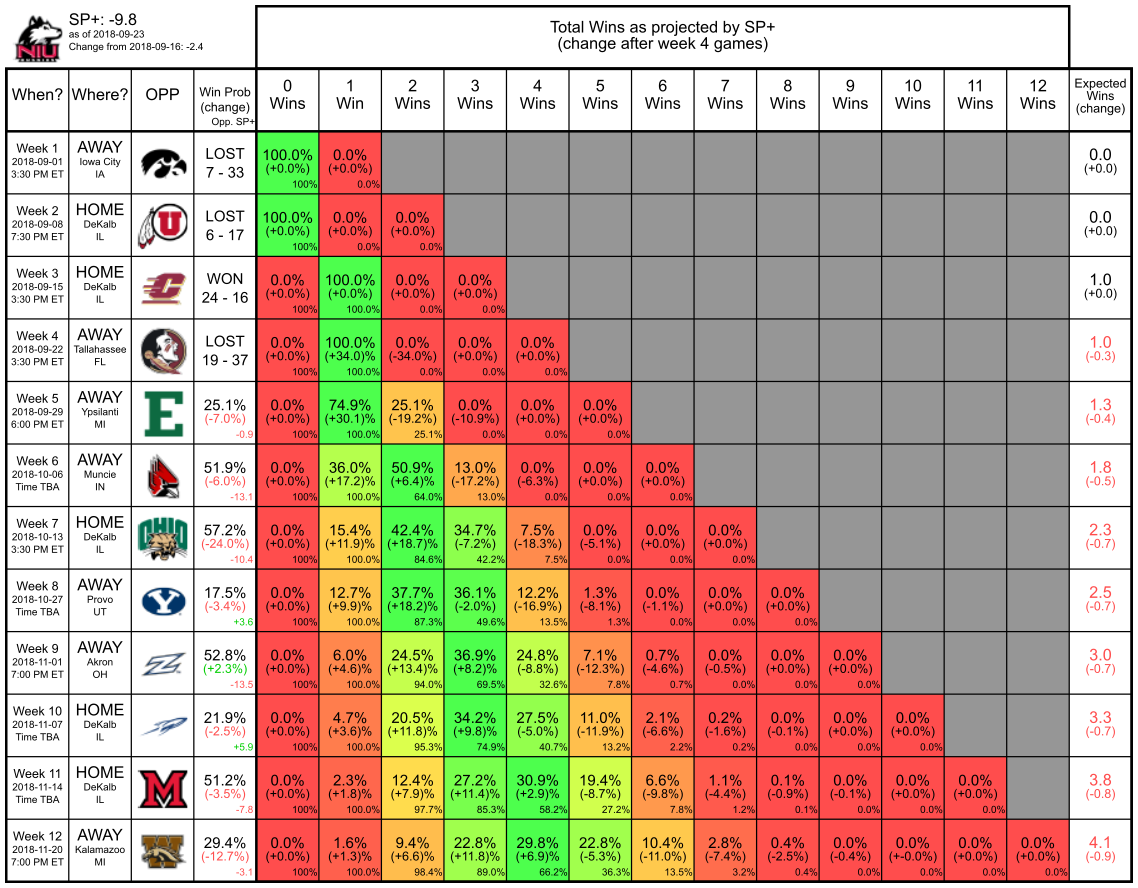 SP+: -9.8
as of 2018-09-23
Change from 2018-09-16: -2.4
NIU
HUSKIES
Total Wins as projected by SP+
(change after week 4 games)
When? Where? OPP Win Prob (change) Opp. SP+ 0 Wins 1 Win 2 Wins 3 Wins 4 Wins 5 Wins 6 Wins 7 Wins 8 Wins 9 Wins 10 Wins 11 Wins 12 Wins Expected Wins (change)
Week 1 AWAY LOST 100.0% 0.0% 0.0
2018-09-01 Iowa City (+0.0%) (+0.0%) (+0.0)
3:30 PM ET IA 7 - 33 100% 0.0%
Week 2 HOME LOST 100.0% 0.0% 0.0% 0.0
2018-09-08 DeKalb U (+0.0%) (+0.0%) (+0.0%) (+0.0)
7:30 PM ET IL 6 - 17 100% 0.0% 0.0%
Week 3 HOME WON 0.0% 100.0% 0.0% 0.0% 1.0
2018-09-15 DeKalb C (+0.0%) (+0.0%) (+0.0%) (+0.0%) (+0.0)
3:30 PM ET IL 24 - 16 100% 100.0% 0.0% 0.0%
Week 4 AWAY LOST 0.0% 100.0% 0.0% 0.0% 0.0% 1.0
2018-09-22 Tallahassee (+0.0%) (+34.0)% (-34.0%) (+0.0%) (+0.0%) (-0.3)
3:30 PM ET FL 19 - 37 100% 100.0% 0.0% 0.0% 0.0%
Week 5 AWAY 25.1% 0.0% 74.9% 25.1% 0.0% 0.0% 0.0% 1.3
2018-09-29 Ypsilanti E (-7.0%) (+0.0%) (+30.1)% (-19.2%) (-10.9%) (+0.0%) (+0.0%) (-0.4)
6:00 PM ET MI -0.9 100% 100.0% 25.1% 0.0% 0.0% 0.0%
Week 6 AWAY 51.9% 0.0% 36.0% 50.9% 13.0% 0.0% 0.0% 0.0% 1.8
2018-10-06 Muncie (-6.0%) (+0.0%) (+17.2)% (+6.4)% (-17.2%) (-6.3%) (+0.0%) (+0.0%) (-0.5)
Time TBA IN -13.1 100% 100.0% 64.0% 13.0% 0.0% 0.0% 0.0%
Week 7 HOME 57.2% 0.0% 15.4% 42.4% 34.7% 7.5% 0.0% 0.0% 0.0% 2.3
2018-10-13 DeKalb OHIO (-24.0%) (+0.0%) (+11.9)% (+18.7)% (-7.2%) (-18.3%) (-5.1%) (+0.0%) (+0.0%) (-0.7)
3:30 PM ET IL -10.4 100% 100.0% 84.6% 42.2% 7.5% 0.0% 0.0% 0.0%
Week 8 AWAY 17.5% 0.0% 12.7% 37.7% 36.1% 12.2% 1.3% 0.0% 0.0% 0.0% 2.5
2018-10-27 Provo Y (-3.4%) (+0.0%) (+9.9)% (+18.2)% (-2.0%) (-16.9%) (-8.1%) (-1.1%) (+0.0%) (+0.0%) (-0.7)
Time TBA UT +3.6 100% 100.0% 87.3% 49.6% 13.5% 1.3% 0.0% 0.0% 0.0%
Week 9 AWAY 52.8% 0.0% 6.0% 24.5% 36.9% 24.8% 7.1% 0.7% 0.0% 0.0% 0.0% 3.0
2018-11-01 Akron (+2.3%) (+0.0%) (+4.6)% (+13.4)% (+8.2)% (-8.8%) (-12.3%) (-4.6%) (-0.5%) (+0.0%) (+0.0%) (-0.7)
7:00 PM ET OH -13.5 100% 100.0% 94.0% 69.5% 32.6% 7.8% 0.7% 0.0% 0.0% 0.0%
Week 10 HOME 21.9% 0.0% 4.7% 20.5% 34.2% 27.5% 11.0% 2.1% 0.2% 0.0% 0.0% 0.0% 3.3
2018-11-07 DeKalb (-2.5%) (+0.0%) (+3.6)% (+11.8)% (+9.8)% (-5.0%) (-11.9%) (-6.6%) (-1.6%) (-0.1%) (+0.0%) (+0.0%) (-0.7)
Time TBA IL +5.9 100% 100.0% 95.3% 74.9% 40.7% 13.2% 2.2% 0.2% 0.0% 0.0% 0.0%
Week 11 HOME 51.2% 0.0% 2.3% 12.4% 27.2% 30.9% 19.4% 6.6% 1.1% 0.1% 0.0% 0.0% 0.0% 3.8
2018-11-14 DeKalb M (-3.5%) (+0.0%) (+1.8)% (+7.9)% (+11.4)% (+2.9)% (-8.7%) (-9.8%) (-4.4%) (-0.9%) (-0.1%) (+0.0%) (+0.0%) (-0.8)
Time TBA IL -7.8 100% 100.0% 97.7% 85.3% 58.2% 27.2% 7.8% 1.2% 0.1% 0.0% 0.0% 0.0%
Week 12 AWAY 29.4% 0.0% 1.6% 9.4% 22.8% 29.8% 22.8% 10.4% 2.8% 0.4% 0.0% 0.0% 0.0% 0.0% 4.1
2018-11-20 Kalamazoo W (-12.7%) (+0.0%) (+1.3)% (+6.6)% (+11.8)% (+6.9)% (-5.3%) (-11.0%) (-7.4%) (-2.5%) (-0.4%) (+-0.0%) (+0.0%) (+0.0%) (-0.9)
7:00 PM ET MI -3.1 100% 100.0% 98.4% 89.0% 66.2% 36.3% 13.5% 3.2% 0.4% 0.0% 0.0% 0.0% 0.0%